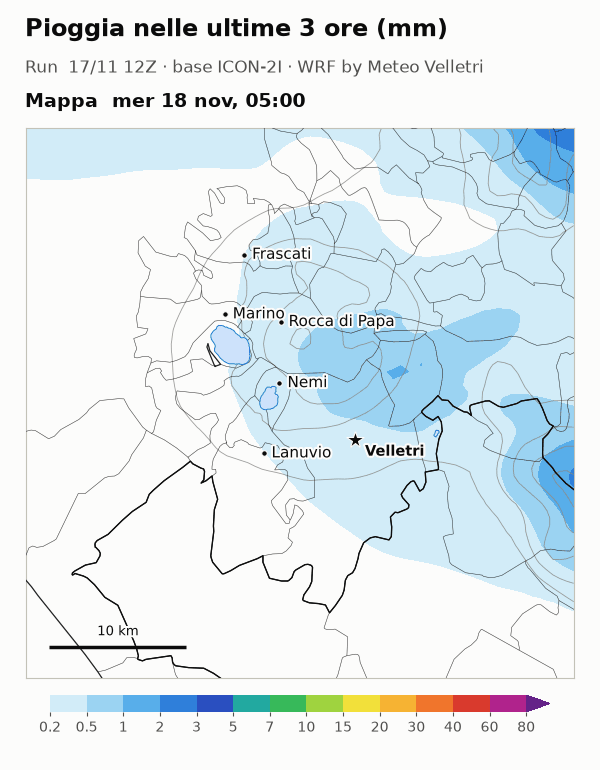 Pioggia nelle ultime 3 ore (mm)
Run  17/11 12Z · base ICON-2I · WRF by Meteo Velletri
Mappa  mer 18 nov, 05:00
Frascati
Marino
Rocca di Papa
Nemi
Velletri
Lanuvio
10 km
0.2 0.5 1 2 3 5 7 10 15 20 30 40 60 80